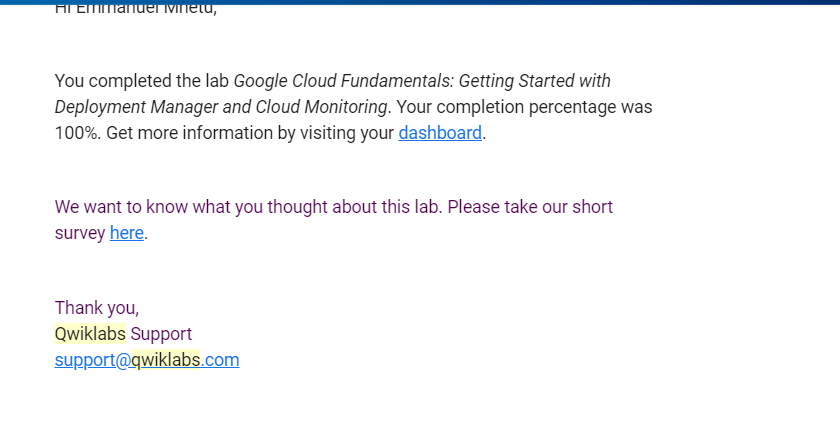 Hi Emmanuel Mhetu,
You completed the lab Google Cloud Fundamentals: Getting Started with
Deployment Manager and Cloud Monitoring. Your completion percentage was
100%. Get more information by visiting your dashboard.
We want to know what you thought about this lab. Please take our short
survey here.
Thank you,
Qwiklabs Support
support@qwiklabs.com